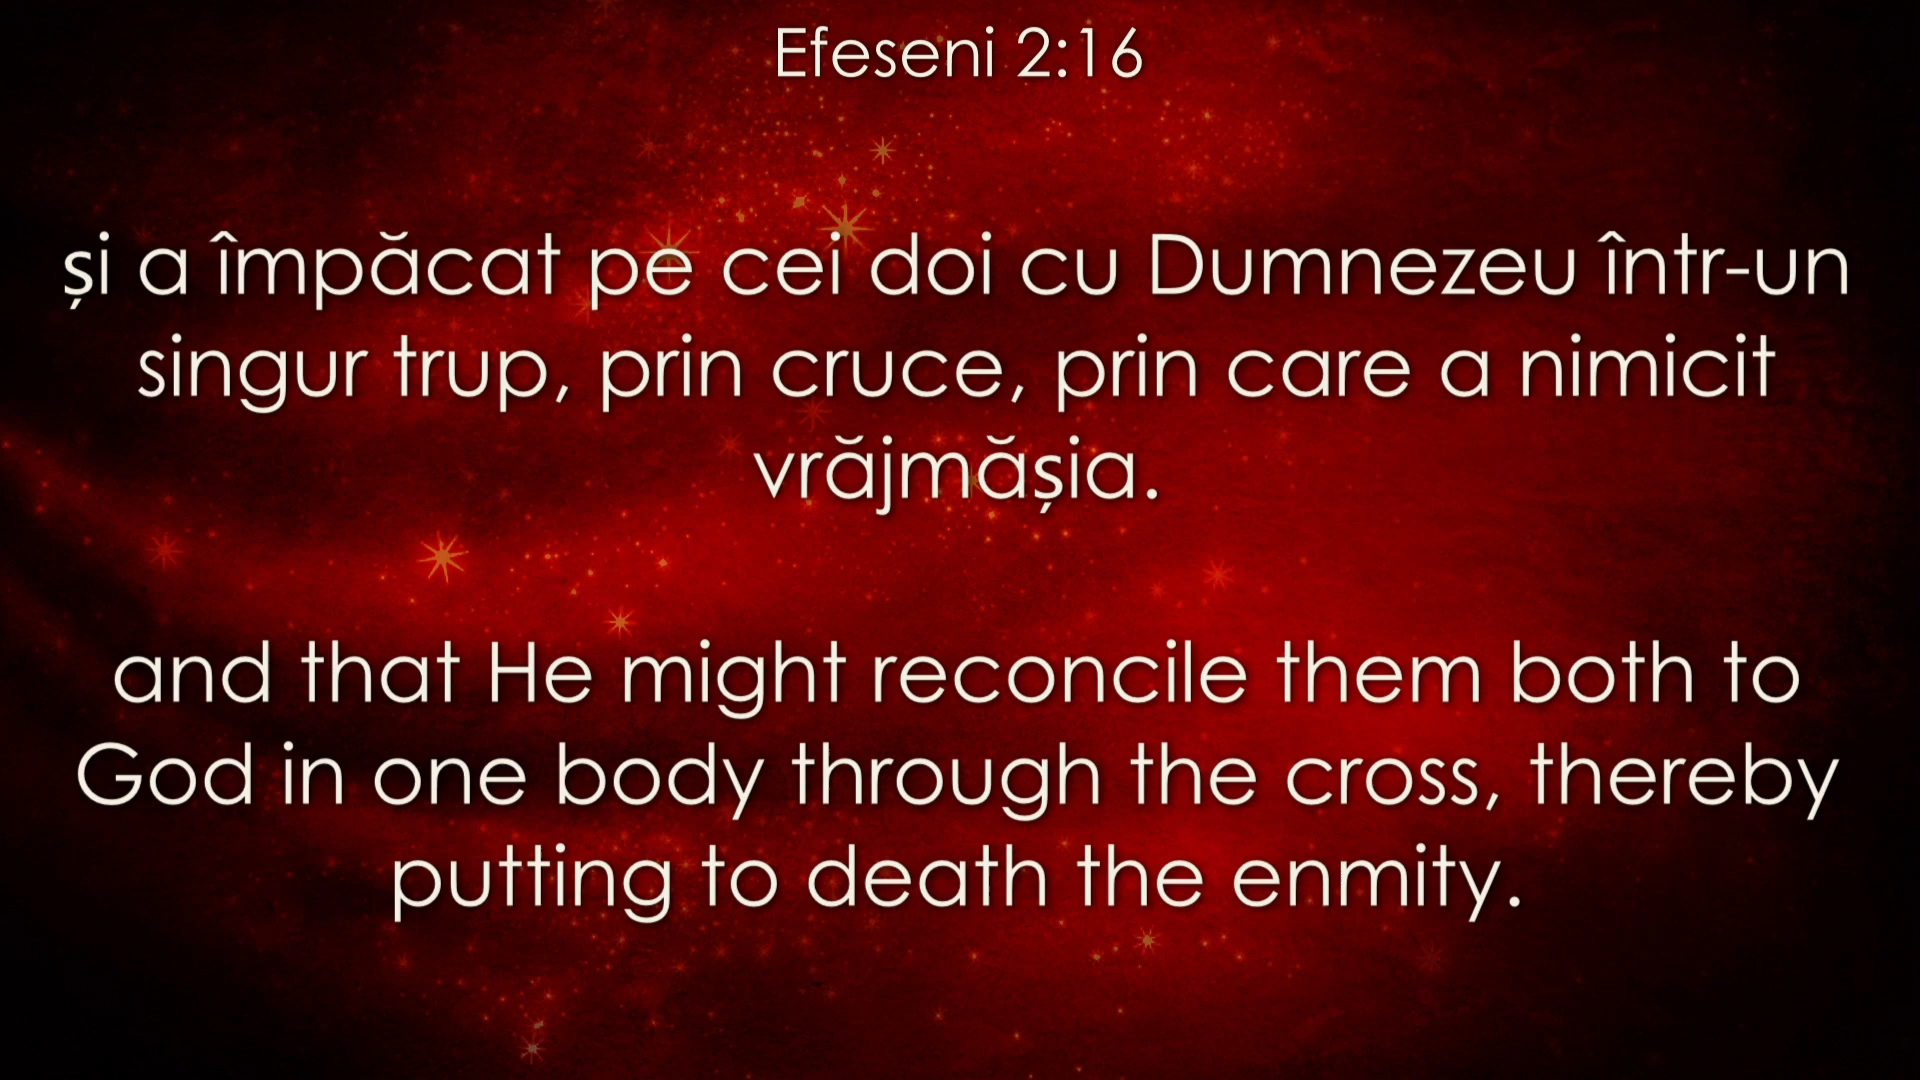 Efeseni 2:16
și a împăcat pe cei doi cu Dumnezeu într-un
singur trup, prin cruce, prin care a nimicit
vrăjmășia.
and that He might reconcile them both to
God in one body through the cross, thereby
putting to death the enmity.